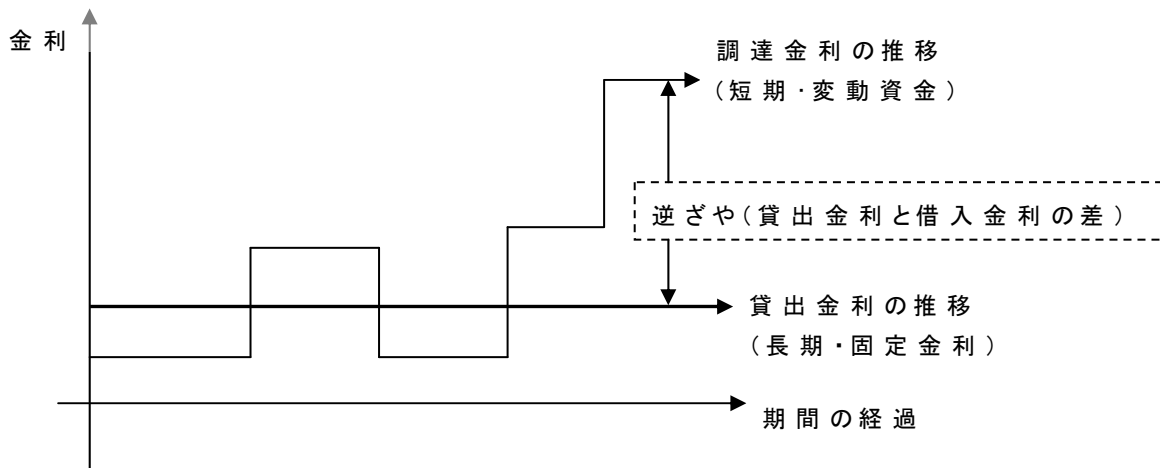 金利
調達金利の推移
(短期･変動資金)
逆ざや(貸出金利と借入金利の差)
貸出金利の推移
(長期・固定金利)
期間の経過